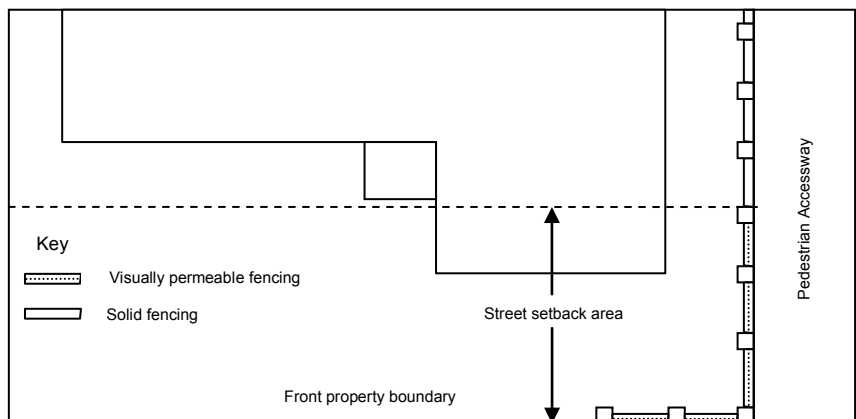 Pedestrian Accessway
Key
Visually permeable fencing
Solid fencing
Street setback area
Front property boundary